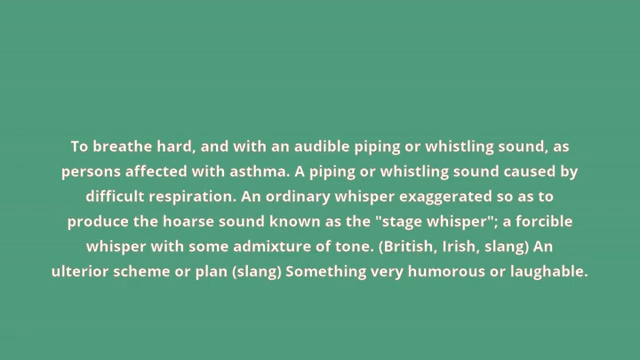 To breathe hard, and with an audible piping or whistling sound, as
persons affected with asthma. A piping or whistling sound caused by
difficult respiration. An ordinary whisper exaggerated so as to
produce the hoarse sound known as the "stage whisper"; a forcible
whisper with some admixture of tone. (British, Irish, slang) An
ulterior scheme or plan (slang) Something very humorous or laughable.